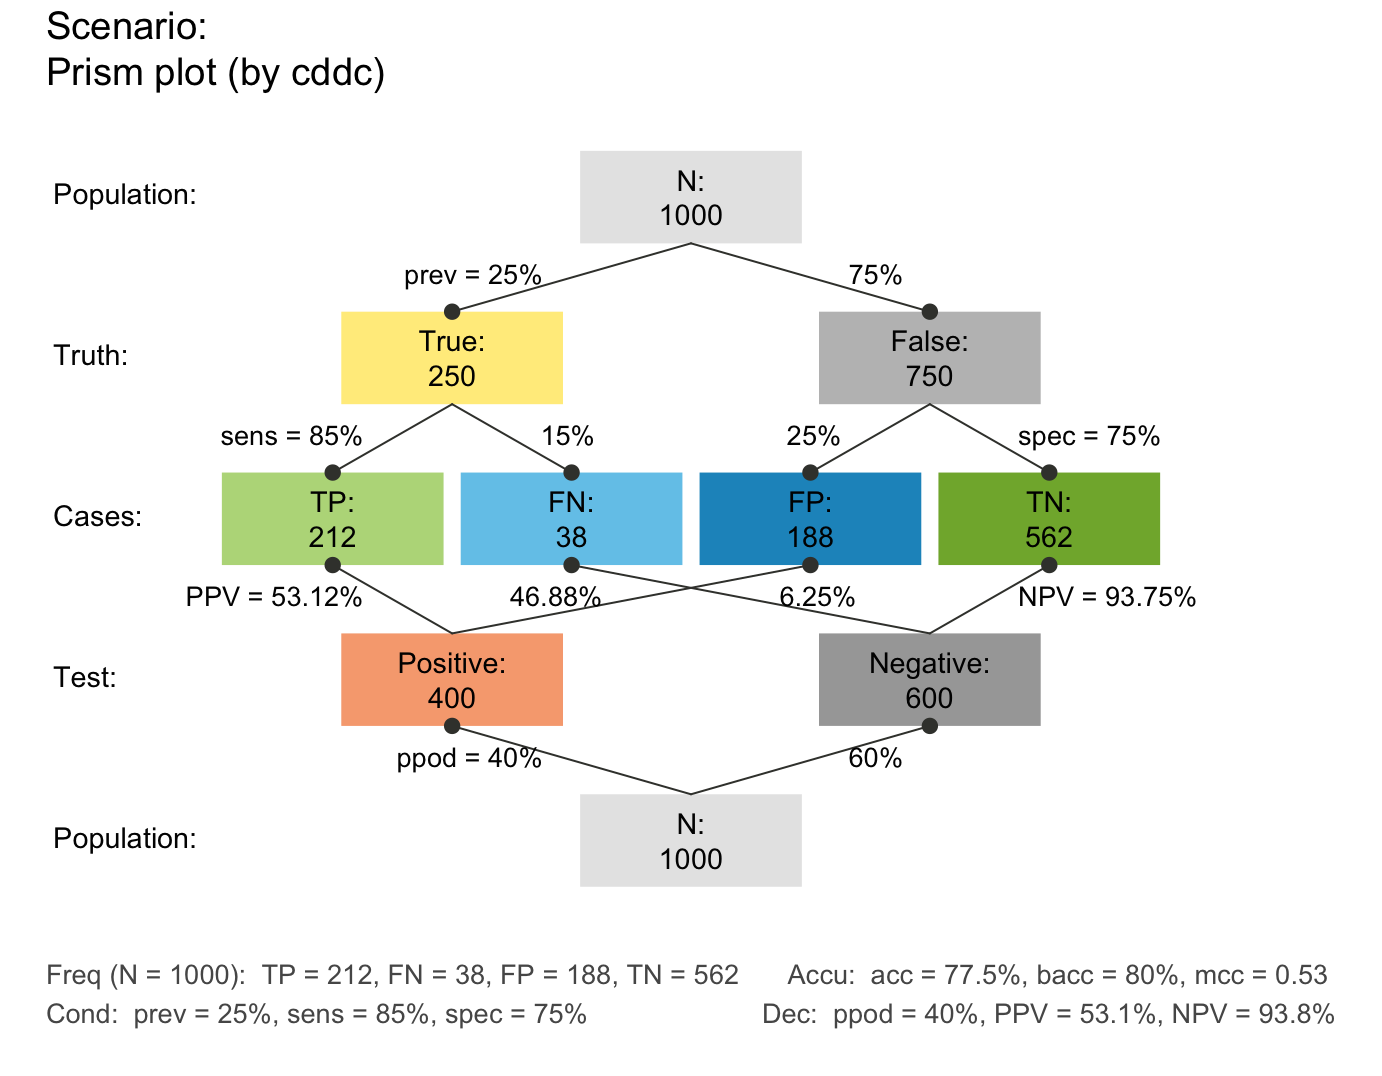 Scenario:
Prism plot (by cddc)
Population:
N:
1000
prev = 25%
75%
Truth:
True:
250
False:
750
sens = 85%
15%
25%
spec = 75%
Cases:
TP:
212
FN:
38
FP:
188
TN:
562
PPV = 53.12%
46.88%
6.25%
NPV = 93.75%
Test:
Positive:
400
Negative:
600
ppod = 40%
60%
Population:
N:
1000
Freq (N = 1000):  TP = 212, FN = 38, FP = 188, TN = 562
Accu:  acc = 77.5%, bacc = 80%, mcc = 0.53
Cond:  prev = 25%, sens = 85%, spec = 75%
Dec:  ppod = 40%, PPV = 53.1%, NPV = 93.8%